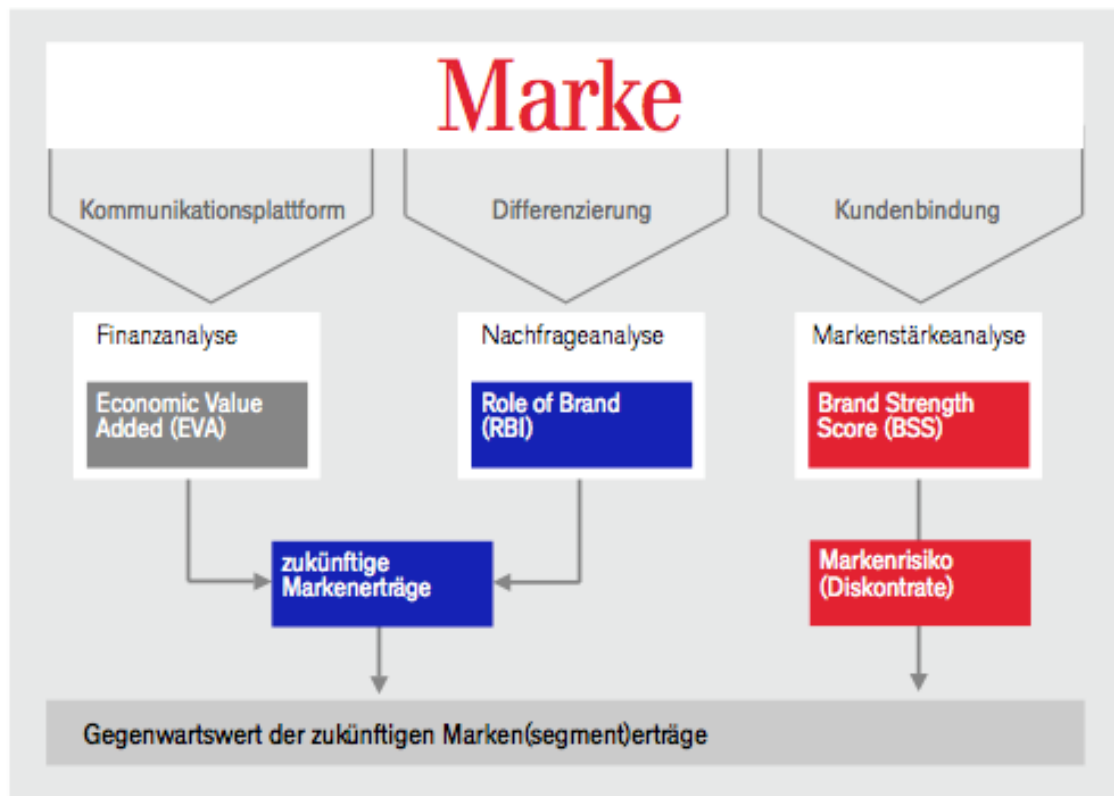 Marke
Kommunikationsplattform
Differenzierung
Kundenbindung
Finanzanalyse
Economic Value
Added (EVA)
Nachfrageanalyse
Role of Brand
(RBI)
Markenstärkeanalyse
Brand Strength
Score (BSS)
zukünftige
Markenerträge
Markenrisiko
(Diskontrate)
Gegenwartswert der zukünftigen Marken(segment)erträge